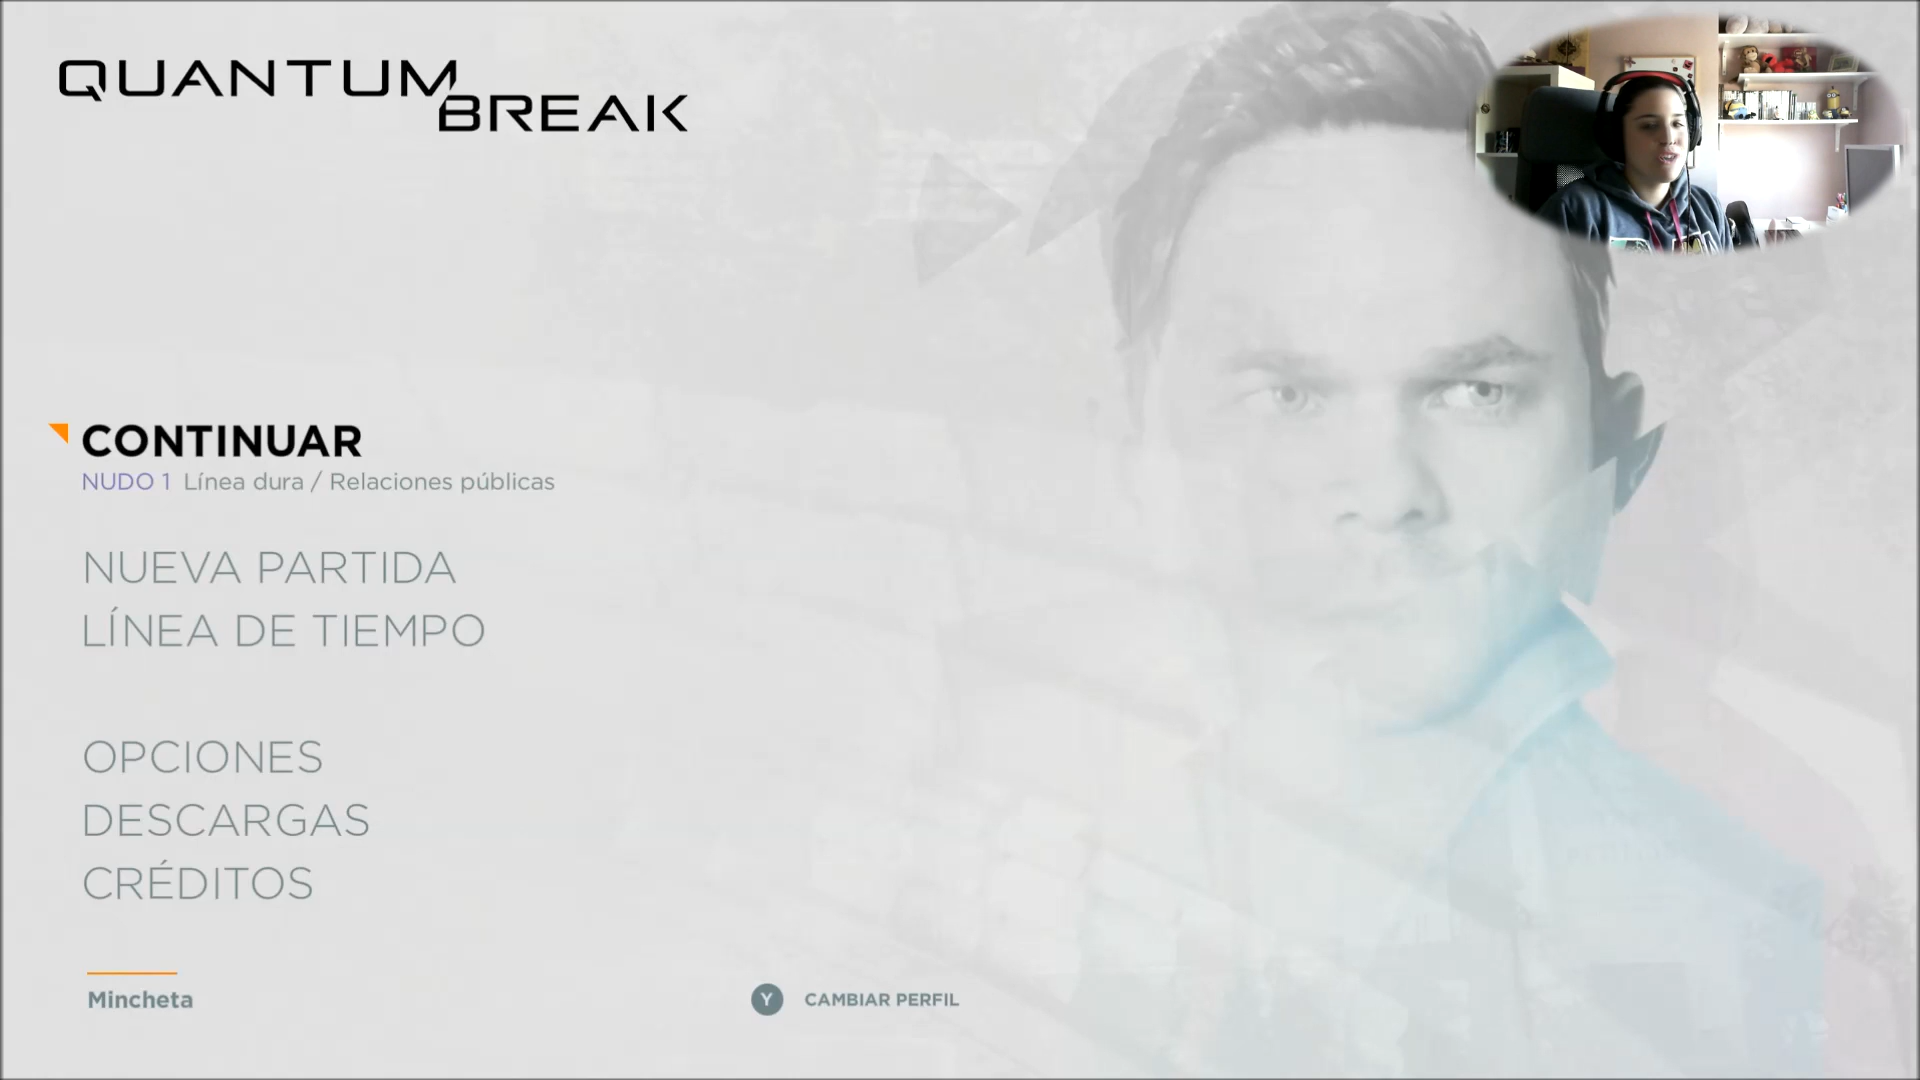 QUANTUM
BREAK
CONTINUAR
NUDO 1 Línea dura / Relaciones públicas
NUEVA PARTIDA
LÍNEA DE TIEMPO
OPCIONES
DESCARGAS
CRÉDITOS
Mincheta
Y CAMBIAR PERFIL